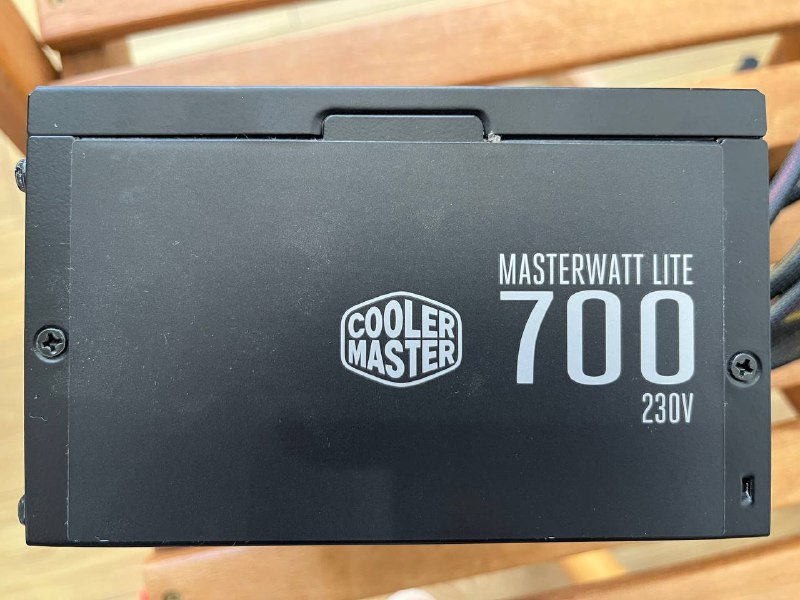 COOLER
MASTER
MASTERWATT LITE
700
230V